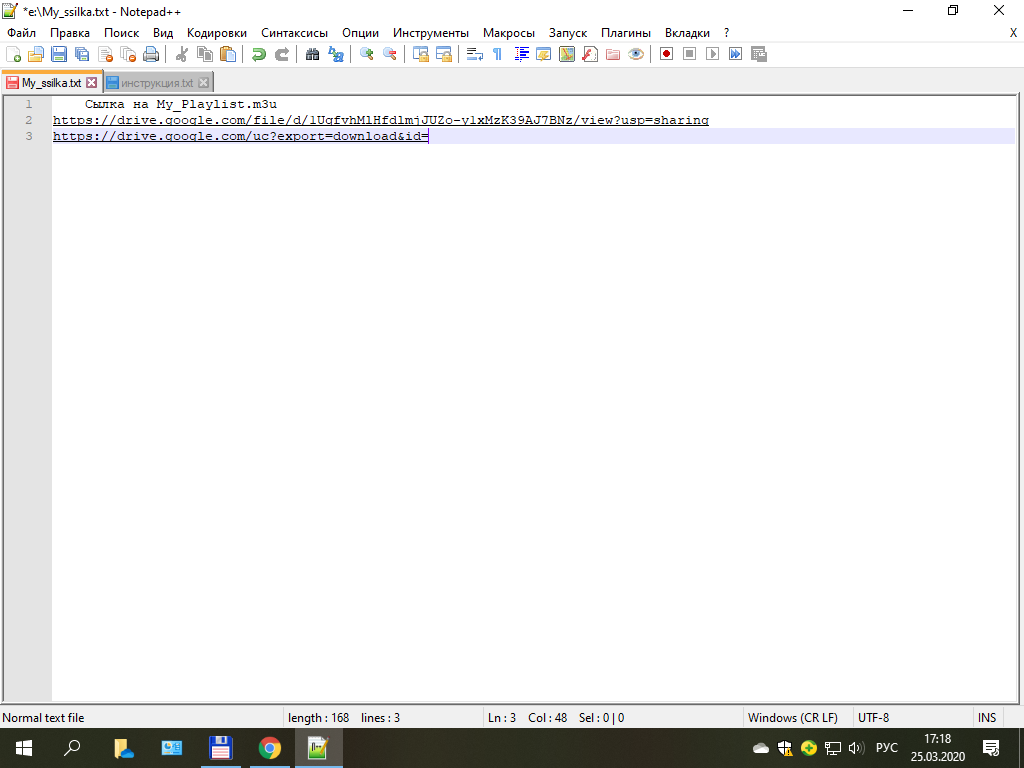 *e:\My_ssilka.txt - Notepad++
Файл Правка Поиск Вид Кодировки Синтаксисы Опции Инструменты Макросы Запуск Плагины Вкладки ? X
My_ssilka.txt инструкция.txt
1 Сылка на My_Playlist.m3u
2 https://drive.google.com/file/d/1UqfvhMlHfdlmjJUZo-ylxMzK39AJ7BNz/view?usp=sharing
3 https://drive.google.com/uc?export=download&id=
Normal text file length : 168 lines : 3 Ln : 3 Col : 48 Sel : 0 | 0 Windows (CR LF) UTF-8 INS
РУС 17:18
25.03.2020